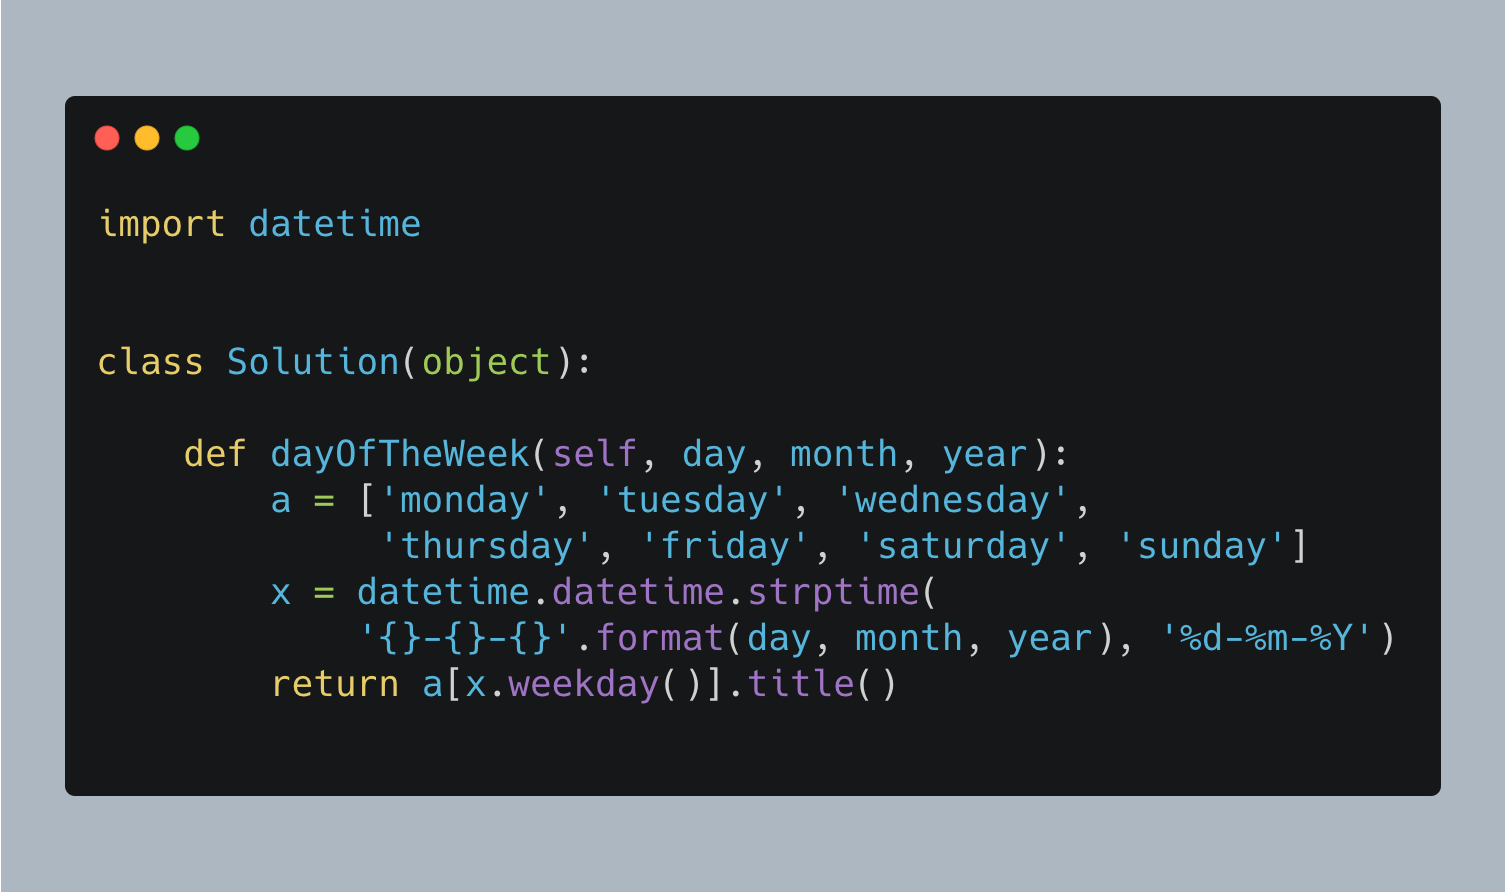 import datetime
class Solution(object):
    def dayOfTheWeek(self, day, month, year):
        a = ['monday', 'tuesday', 'wednesday',
             'thursday', 'friday', 'saturday', 'sunday']
        x = datetime.datetime.strptime(
            '{}-{}-{}'.format(day, month, year), '%d-%m-%Y')
        return a[x.weekday()].title()